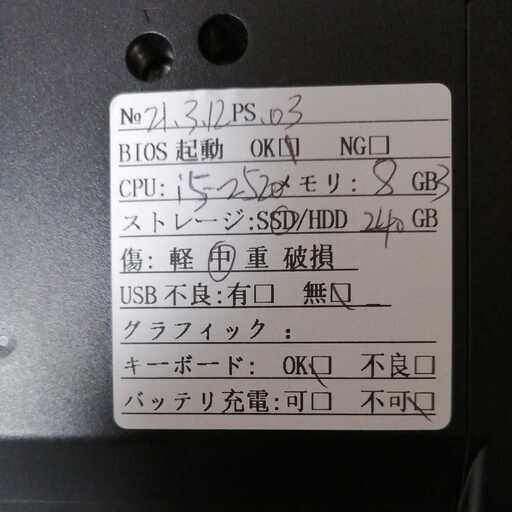 No 21.3.12 PS.03
BIOS 起動 OK☑ NG□
CPU: i5-2520 メモリ: 8 GB 3
ストレージ:SSD/HDD 240 GB
傷: 軽 中 重 破損
USB 不良:有□ 無☑
グラフィック :
キーボード: OK☑ 不良□
バッテリ充電:可□ 不可☑